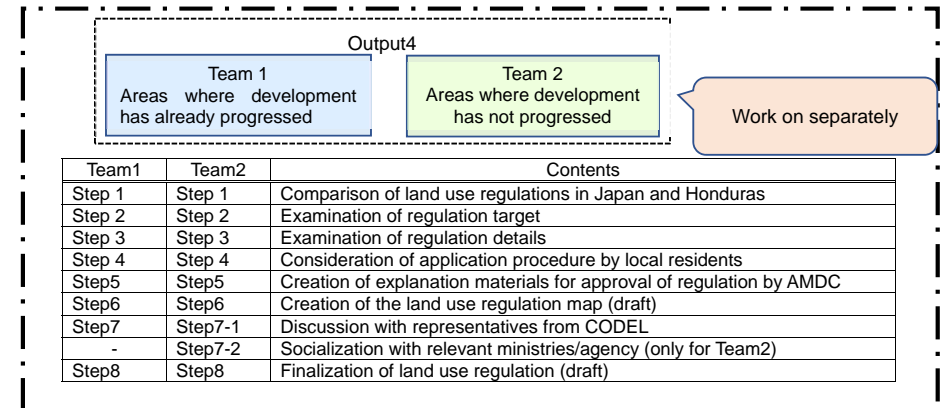 Output4
Team 1
Areas where development
has already progressed
Team 2
Areas where development
has not progressed
Work on separately
Team1 Team2 Contents
Step 1 Step 1 Comparison of land use regulations in Japan and Honduras
Step 2 Step 2 Examination of regulation target
Step 3 Step 3 Examination of regulation details
Step 4 Step 4 Consideration of application procedure by local residents
Step5 Step5 Creation of explanation materials for approval of regulation by AMDC
Step6 Step6 Creation of the land use regulation map (draft)
Step7 Step7-1 Discussion with representatives from CODEL
- Step7-2 Socialization with relevant ministries/agency (only for Team2)
Step8 Step8 Finalization of land use regulation (draft)